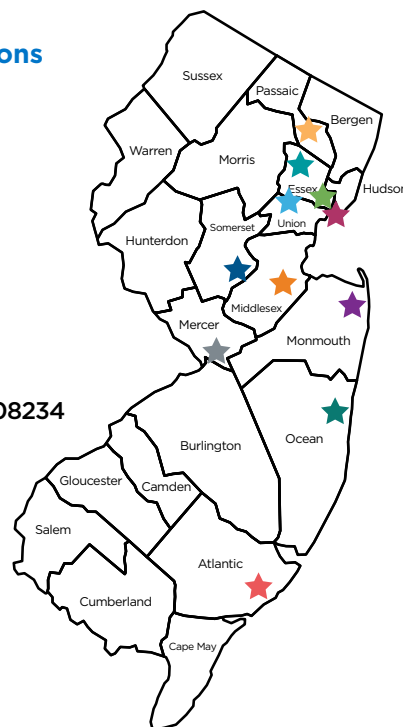 ons
Sussex
Passaic
Bergen
Warren
Morris
Essex
Hudson
Union
Somerset
Hunterdon
Middlesex
Mercer
Monmouth
08234
Ocean
Burlington
Gloucester
Camden
Salem
Atlantic
Cumberland
Cape May